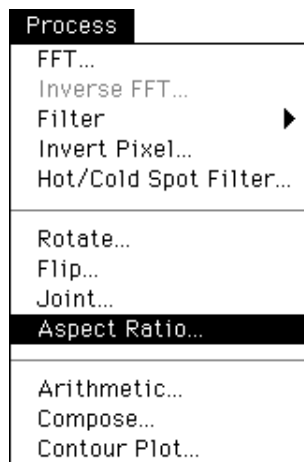 Process
FFT...
Inverse FFT...
Filter
Invert Pixel...
Hot/Cold Spot Filter...
Rotate...
Flip...
Joint...
Aspect Ratio...
Arithmetic...
Compose...
Contour Plot...